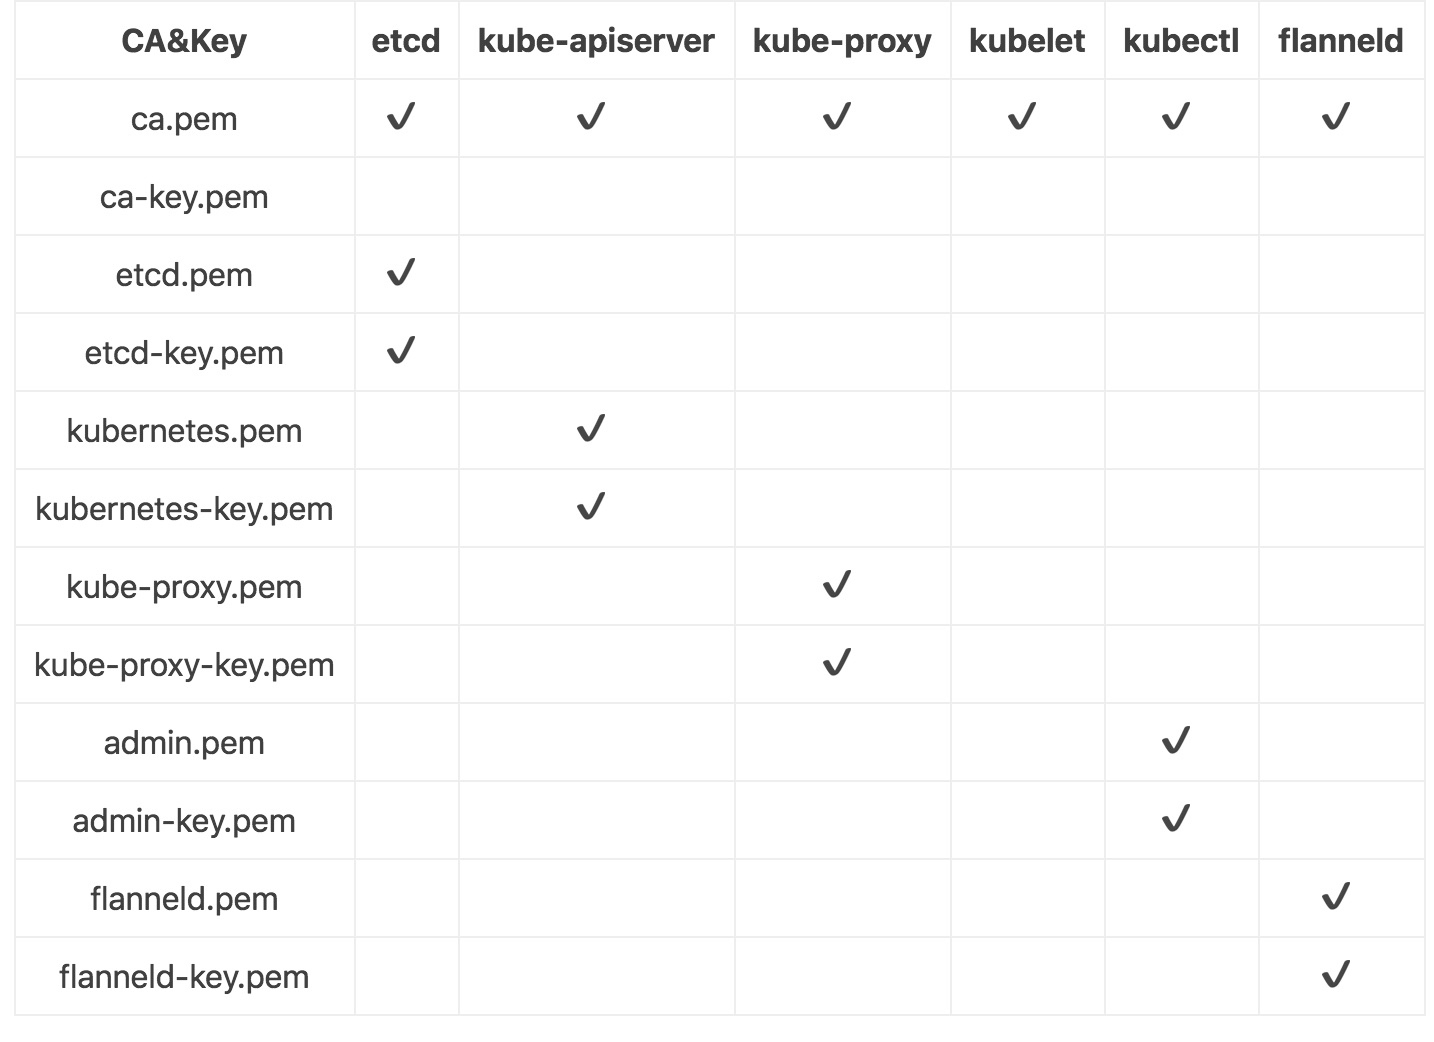 CA&Key etcd kube-apiserver kube-proxy kubelet kubectl flanneld
ca.pem ✔ ✔ ✔ ✔ ✔ ✔
ca-key.pem
etcd.pem ✔
etcd-key.pem ✔
kubernetes.pem ✔
kubernetes-key.pem ✔
kube-proxy.pem ✔
kube-proxy-key.pem ✔
admin.pem ✔
admin-key.pem ✔
flanneld.pem ✔
flanneld-key.pem ✔